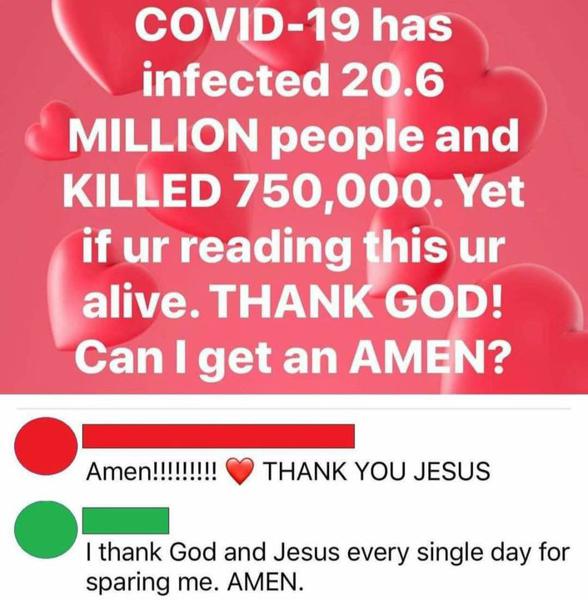 COVID-19 has
infected 20.6
MILLION people and
KILLED 750,000. Yet
if ur reading this ur
alive. THANK GOD!
Can I get an AMEN?
Amen!!!!!!!!! ❤️ THANK YOU JESUS
I thank God and Jesus every single day for
sparing me. AMEN.